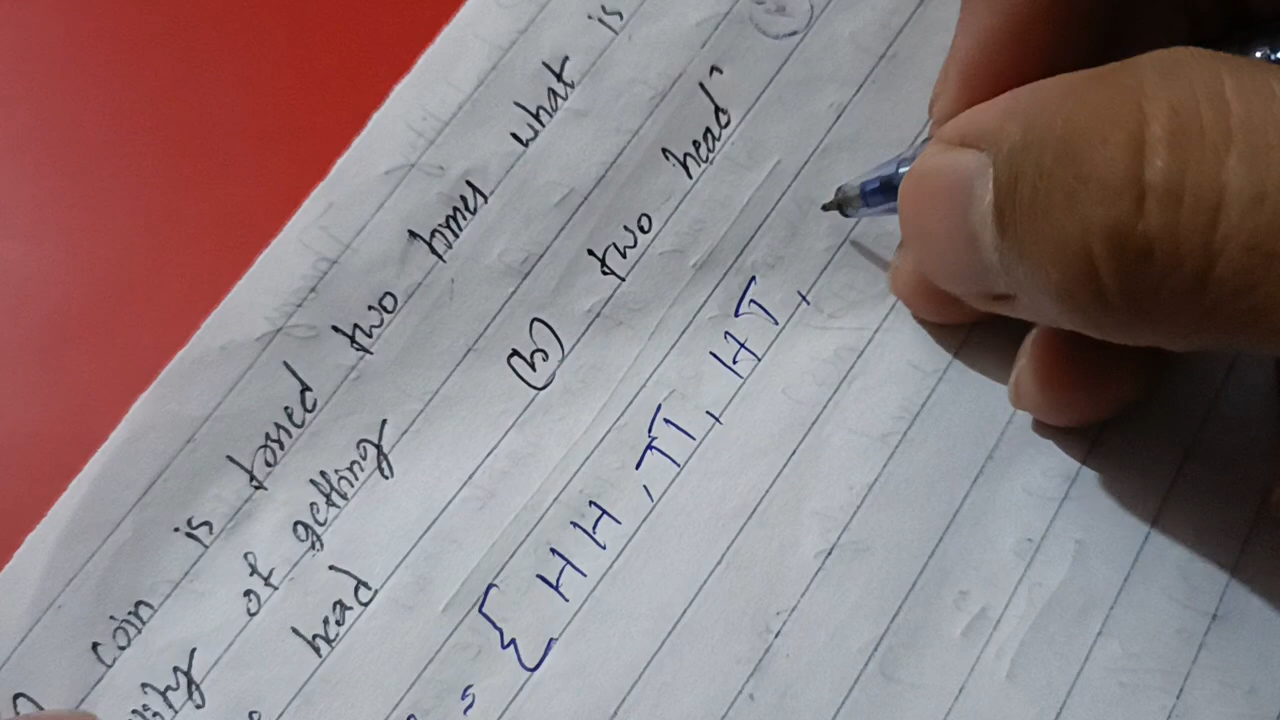 coin is tossed two times what is
of getting
head (b) two head?
= { HH , TT , HT ,